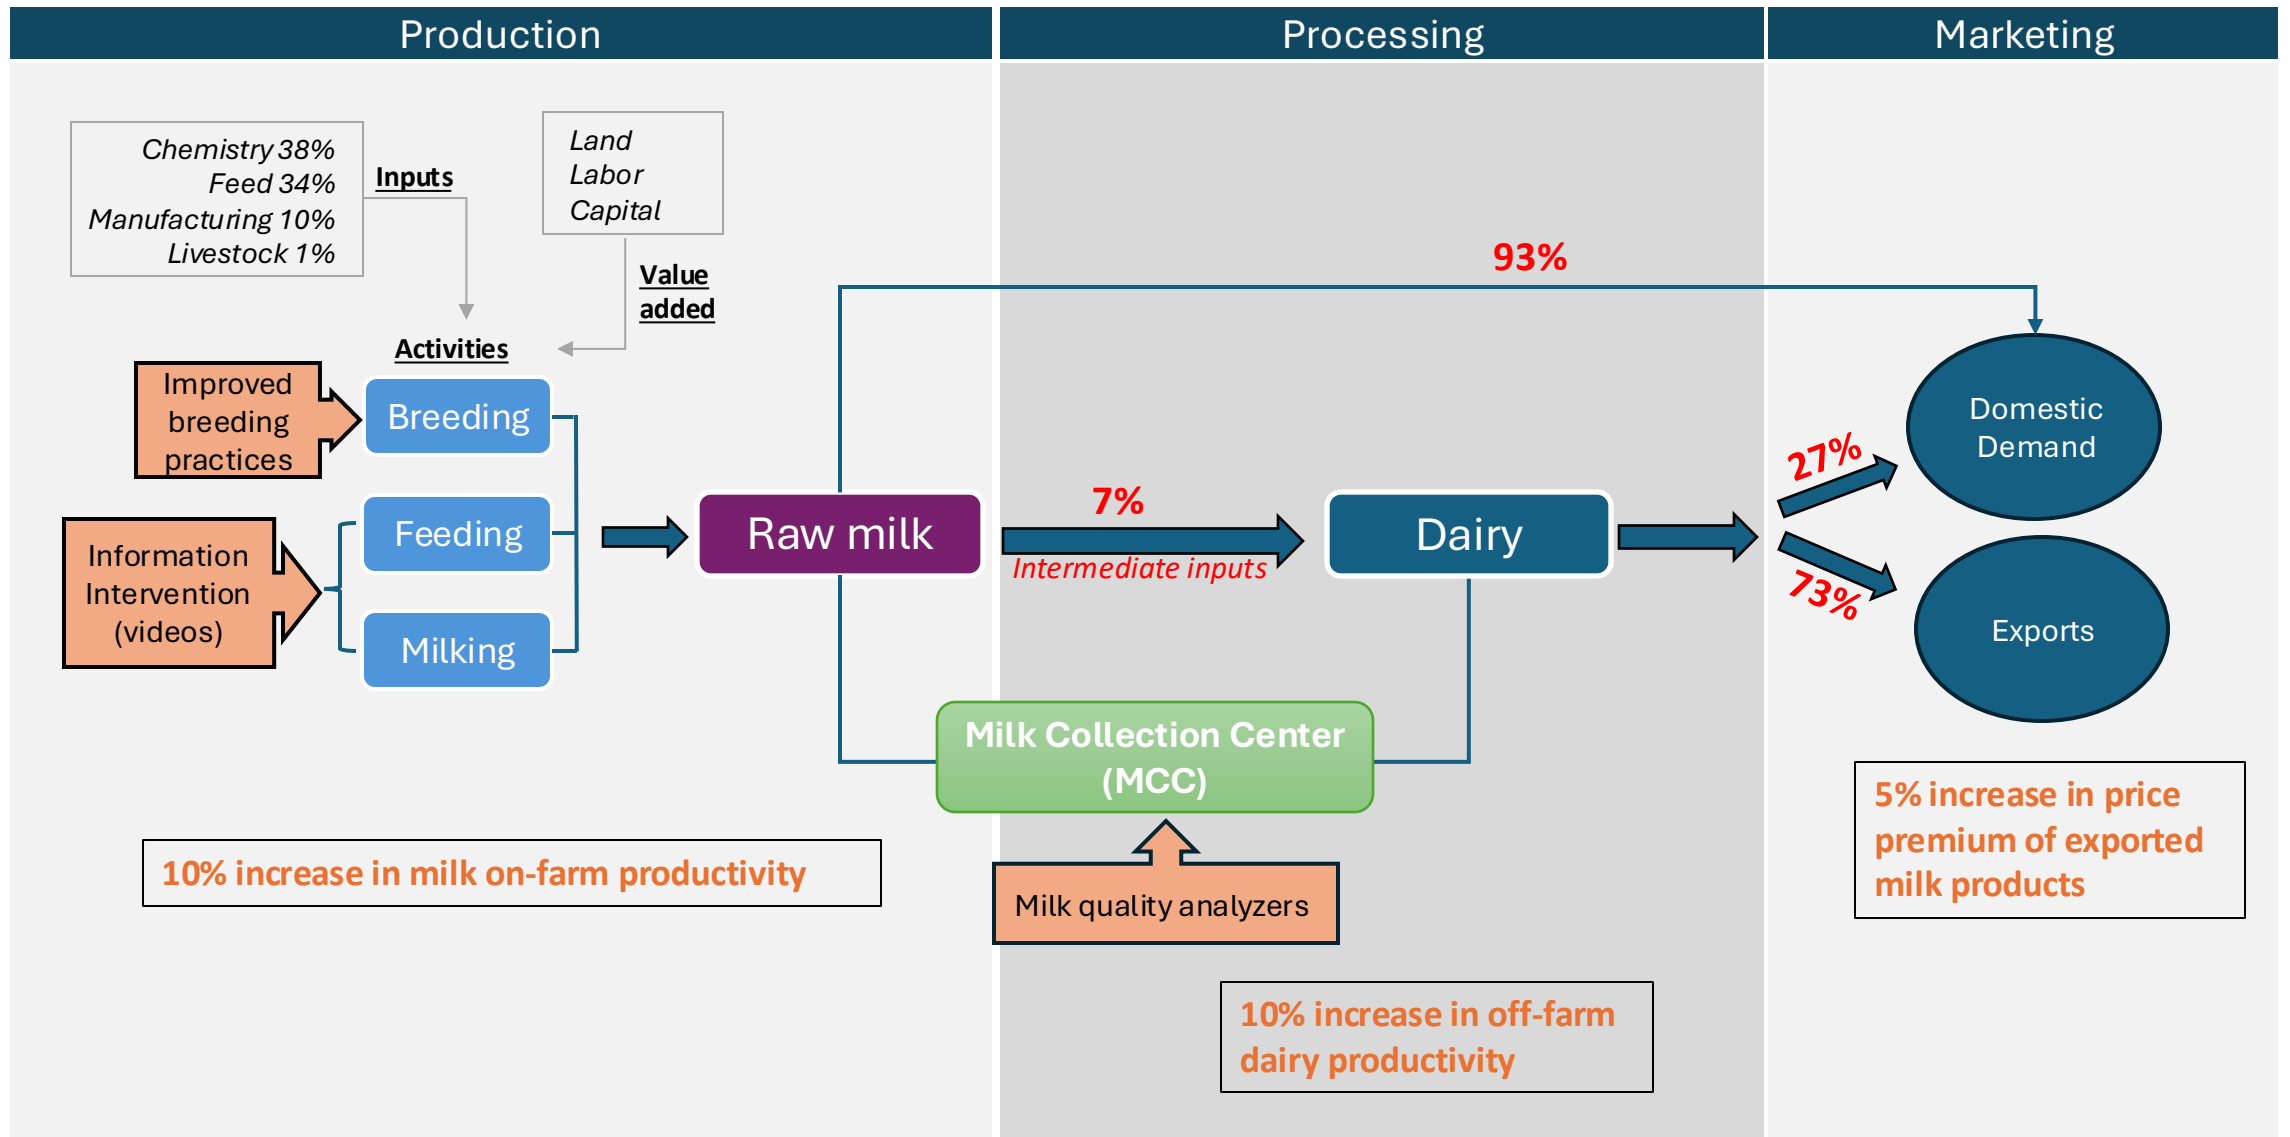 Production
Processing
Marketing
Chemistry 38%
Feed 34%
Manufacturing 10%
Livestock 1%
Inputs
Land
Labor
Capital
Value
added
93%
Activities
Improved
breeding
practices
Breeding
Feeding
Milking
Information
Intervention
(videos)
Raw milk
7%
Intermediate inputs
Dairy
27%
73%
Domestic
Demand
Exports
Milk Collection Center
(MCC)
Milk quality analyzers
10% increase in milk on-farm productivity
10% increase in off-farm
dairy productivity
5% increase in price
premium of exported
milk products